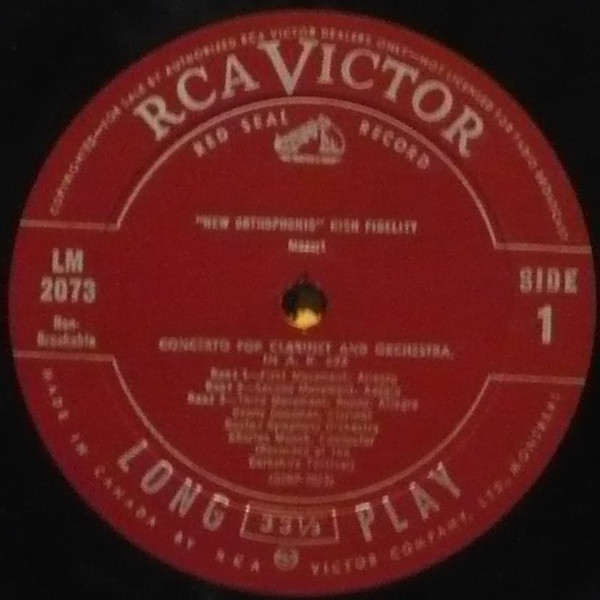 COPYRIGHTED—FOR SALE BY AUTHORIZED RCA VICTOR DEALERS ONLY—NOT LICENSED FOR RADIO BROADCAST
RCA VICTOR
RED SEAL RECORD
"NEW ORTHOPHONIC" HIGH FIDELITY
Mozart
LM
2073
Non-
Breakable
SIDE
1
CONCERTO FOR CLARINET AND ORCHESTRA,
IN A, K. 622
Band 1—First Movement: Allegro
Band 2—Second Movement: Adagio
Band 3—Third Movement: Allegro
Benny Goodman, Clarinet
Boston Symphony Orchestra
Charles Munch, Conductor
(Recorded at the
Berkshire Festival)
LONG 33⅓ PLAY
MADE IN CANADA BY RCA VICTOR COMPANY, LTD., MONTREAL